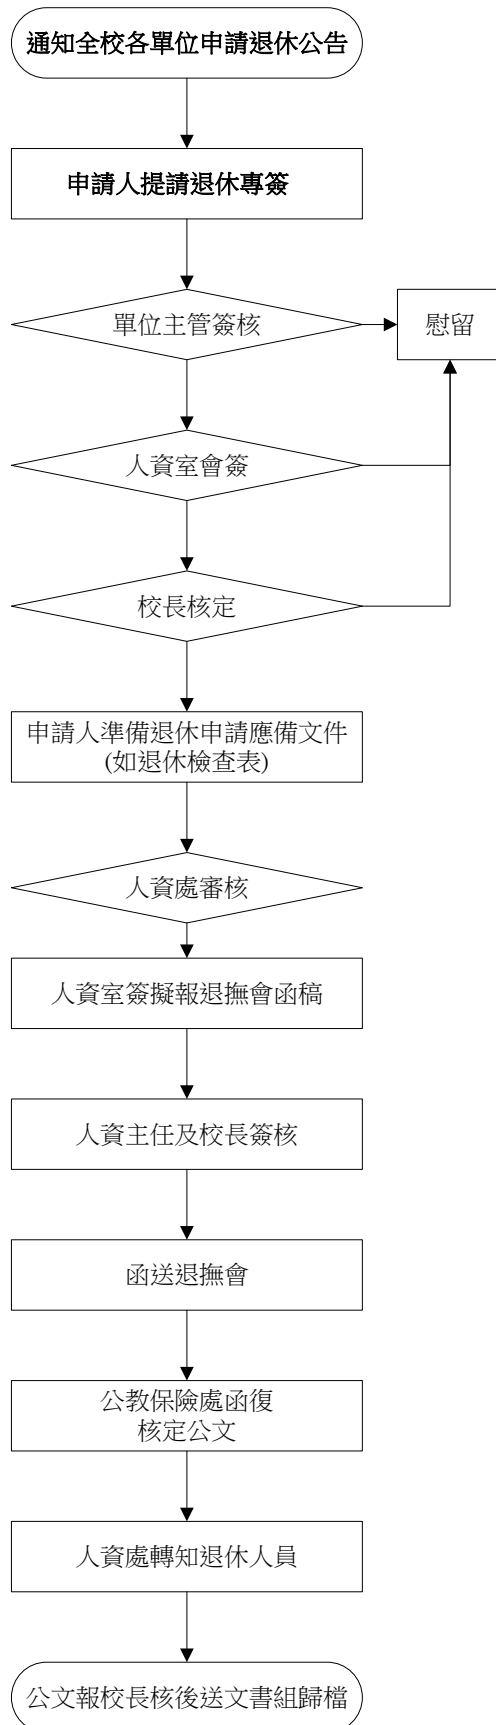 通知全校各單位申請退休公告
申請人提請退休專簽
單位主管簽核
慰留
人資室會簽
校長核定
申請人準備退休申請應備文件
(如退休檢查表)
人資處審核
人資室簽擬報退撫會函稿
人資主任及校長簽核
函送退撫會
公教保險處函復
核定公文
人資處轉知退休人員
公文報校長核後送文書組歸檔